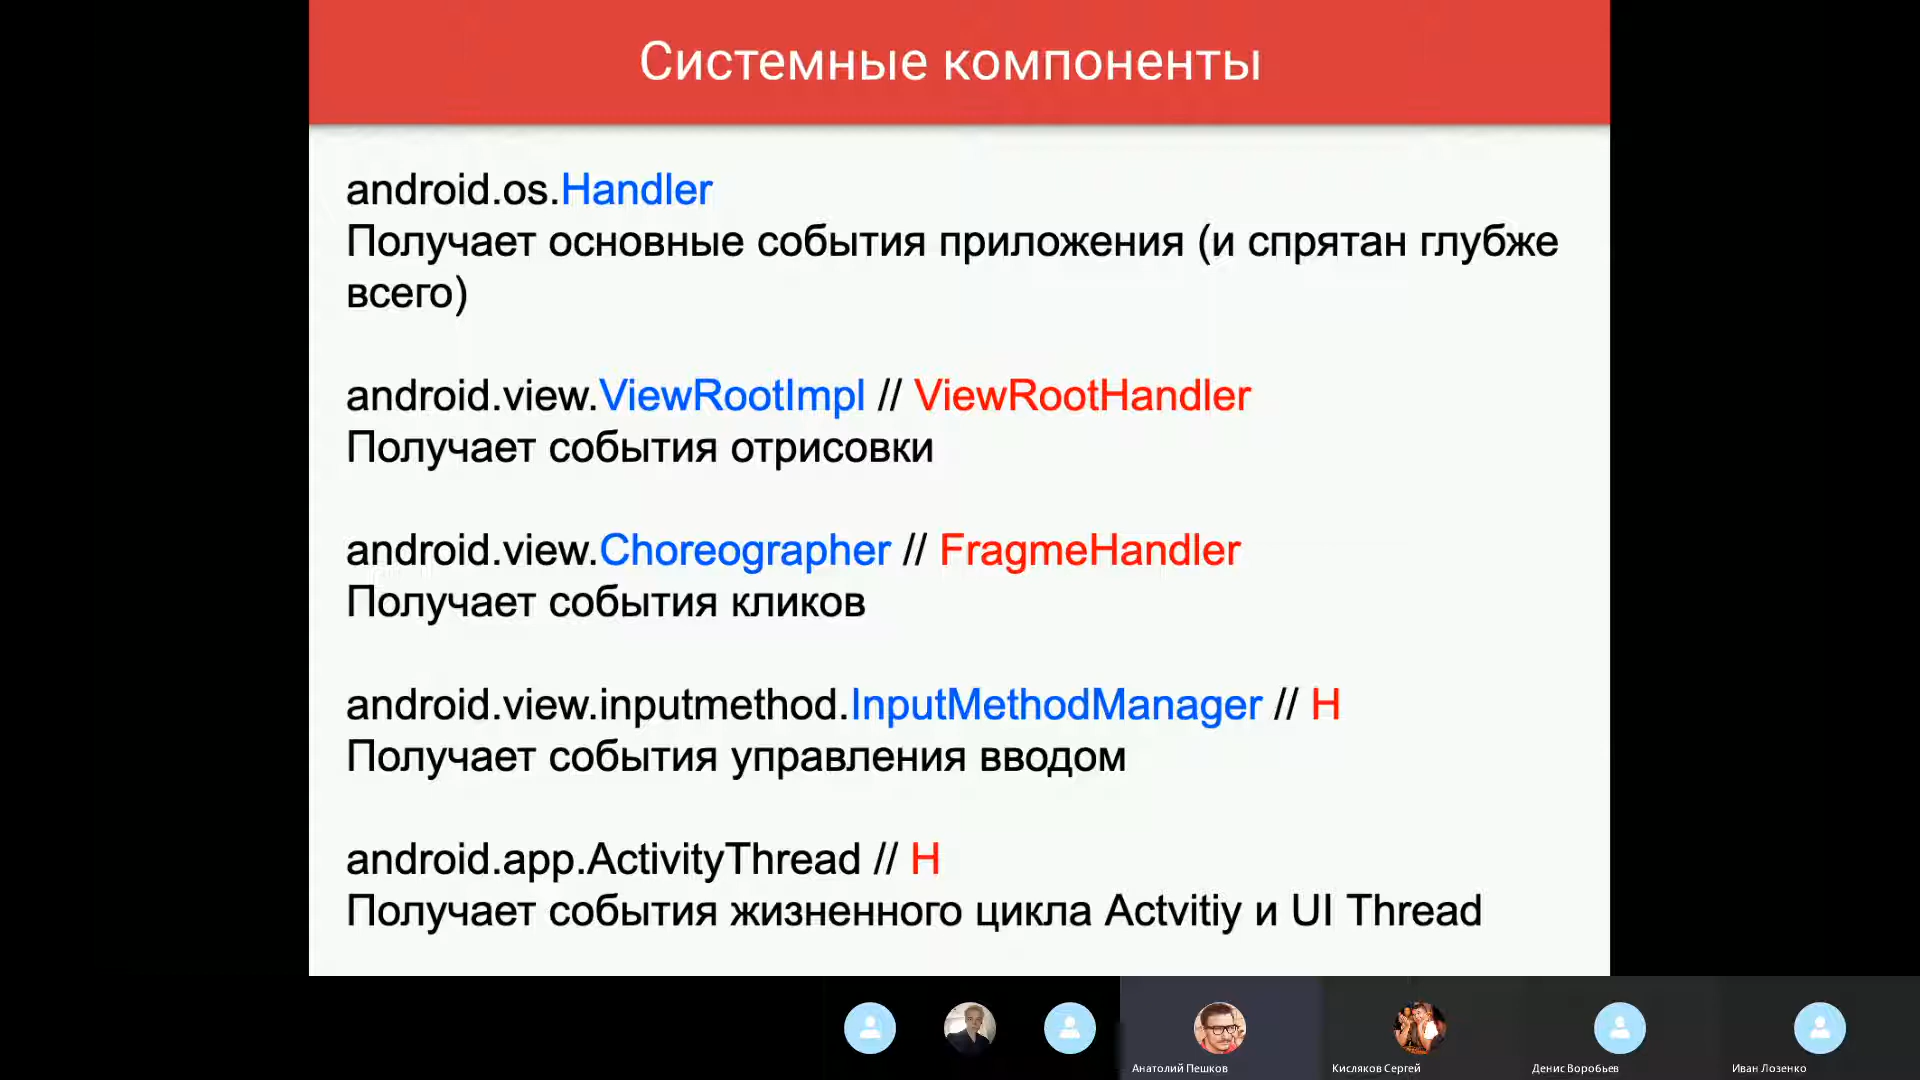 Системные компоненты
android.os.Handler
Получает основные события приложения (и спрятан глубже
всего)
android.view.ViewRootImpl // ViewRootHandler
Получает события отрисовки
android.view.Choreographer // FragmeHandler
Получает события кликов
android.view.inputmethod.InputMethodManager // H
Получает события управления вводом
android.app.ActivityThread // H
Получает события жизненного цикла Actvitiy и UI Thread
Анатолий Пешков
Кисляков Сергей
Денис Воробьев
Иван Лозенко